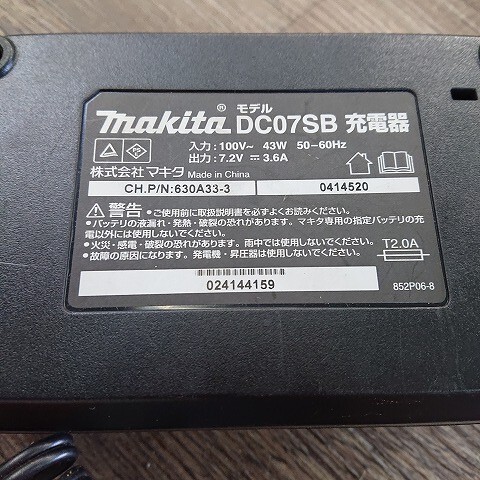 makita® モデル DC07SB 充電器
入力:100V~ 43W 50-60Hz
出力:7.2V⎓3.6A
PS E
株式会社マキタ Made in China
CH.P/N:630A33-3 0414520
⚠警告 ●ご使用前に取扱説明書を必ずよくお読みください。
●バッテリの液漏れ・発熱・破裂の恐れがあります。マキタ専用の指定バッテリの充
電以外には使用しないでください。
●火災・感電・破裂の恐れがあります。雨中では使用しないでください。
●故障の原因になります。発電機・昇圧器は使用しないでください。
T2.0A
024144159
852P06-8